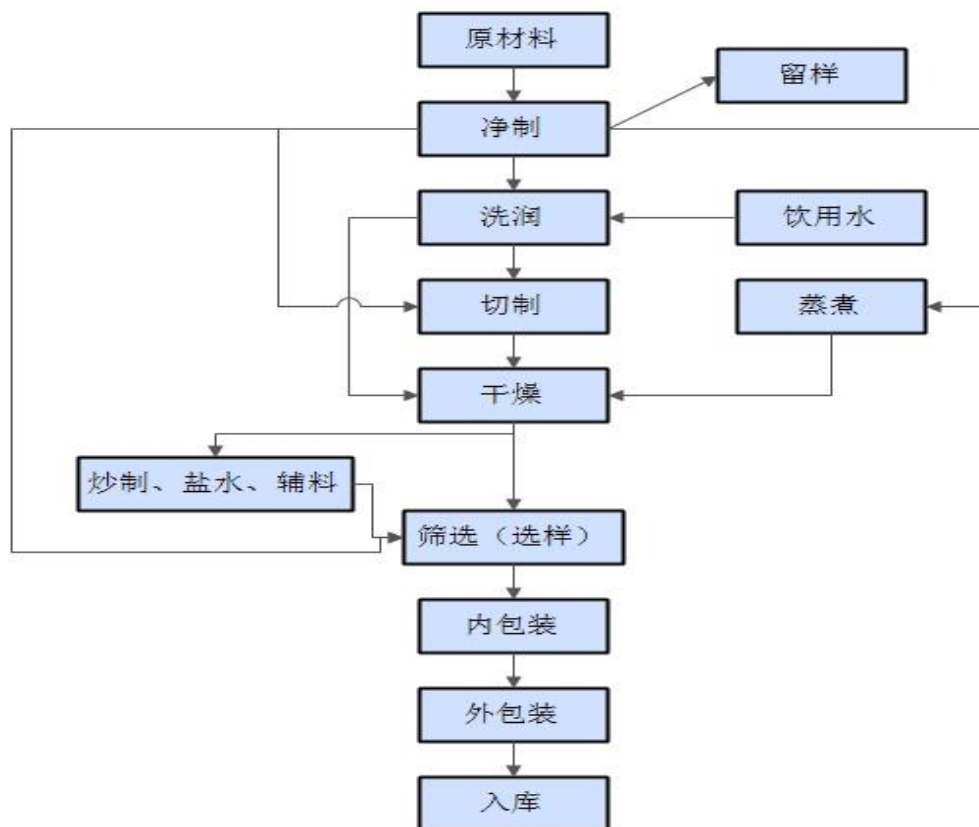 原材料
留样
净制
洗润
饮用水
切制
蒸煮
干燥
炒制、盐水、辅料
筛选（选样）
内包装
外包装
入库